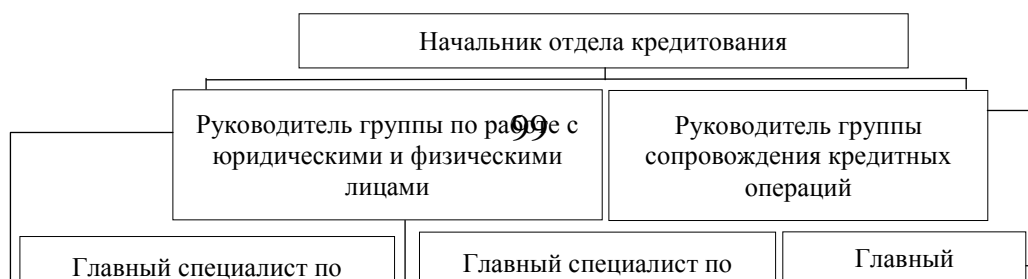 Начальник отдела кредитования
Руководитель группы по работе с
юридическими и физическими
лицами
99
Руководитель группы
сопровождения кредитных
операций
Главный специалист по
Главный специалист по
Главный